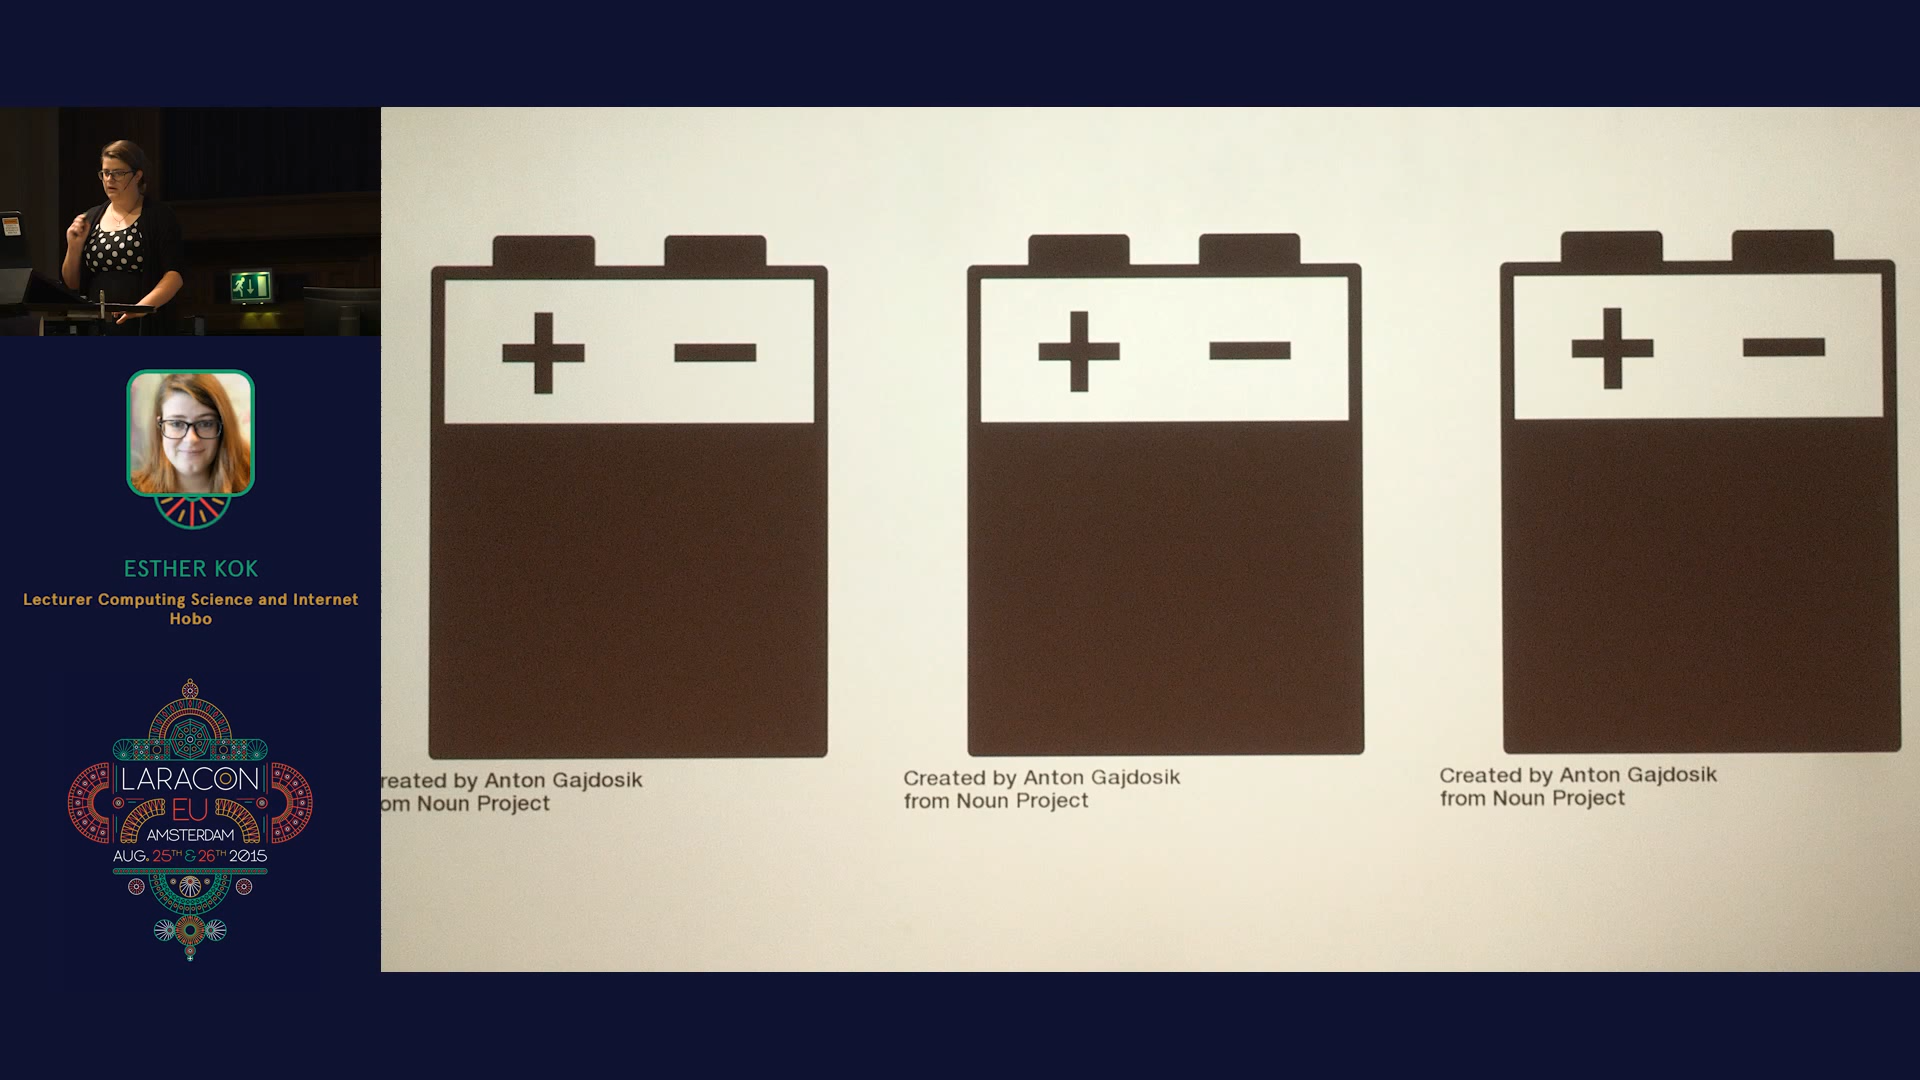 ESTHER KOK
Lecturer Computing Science and Internet
Hobo
LARACON
EU
AMSTERDAM
AUG. 25TH & 26TH 2015
+ −
+ −
+ −
reated by Anton Gajdosik
om Noun Project
Created by Anton Gajdosik
from Noun Project
Created by Anton Gajdosik
from Noun Project